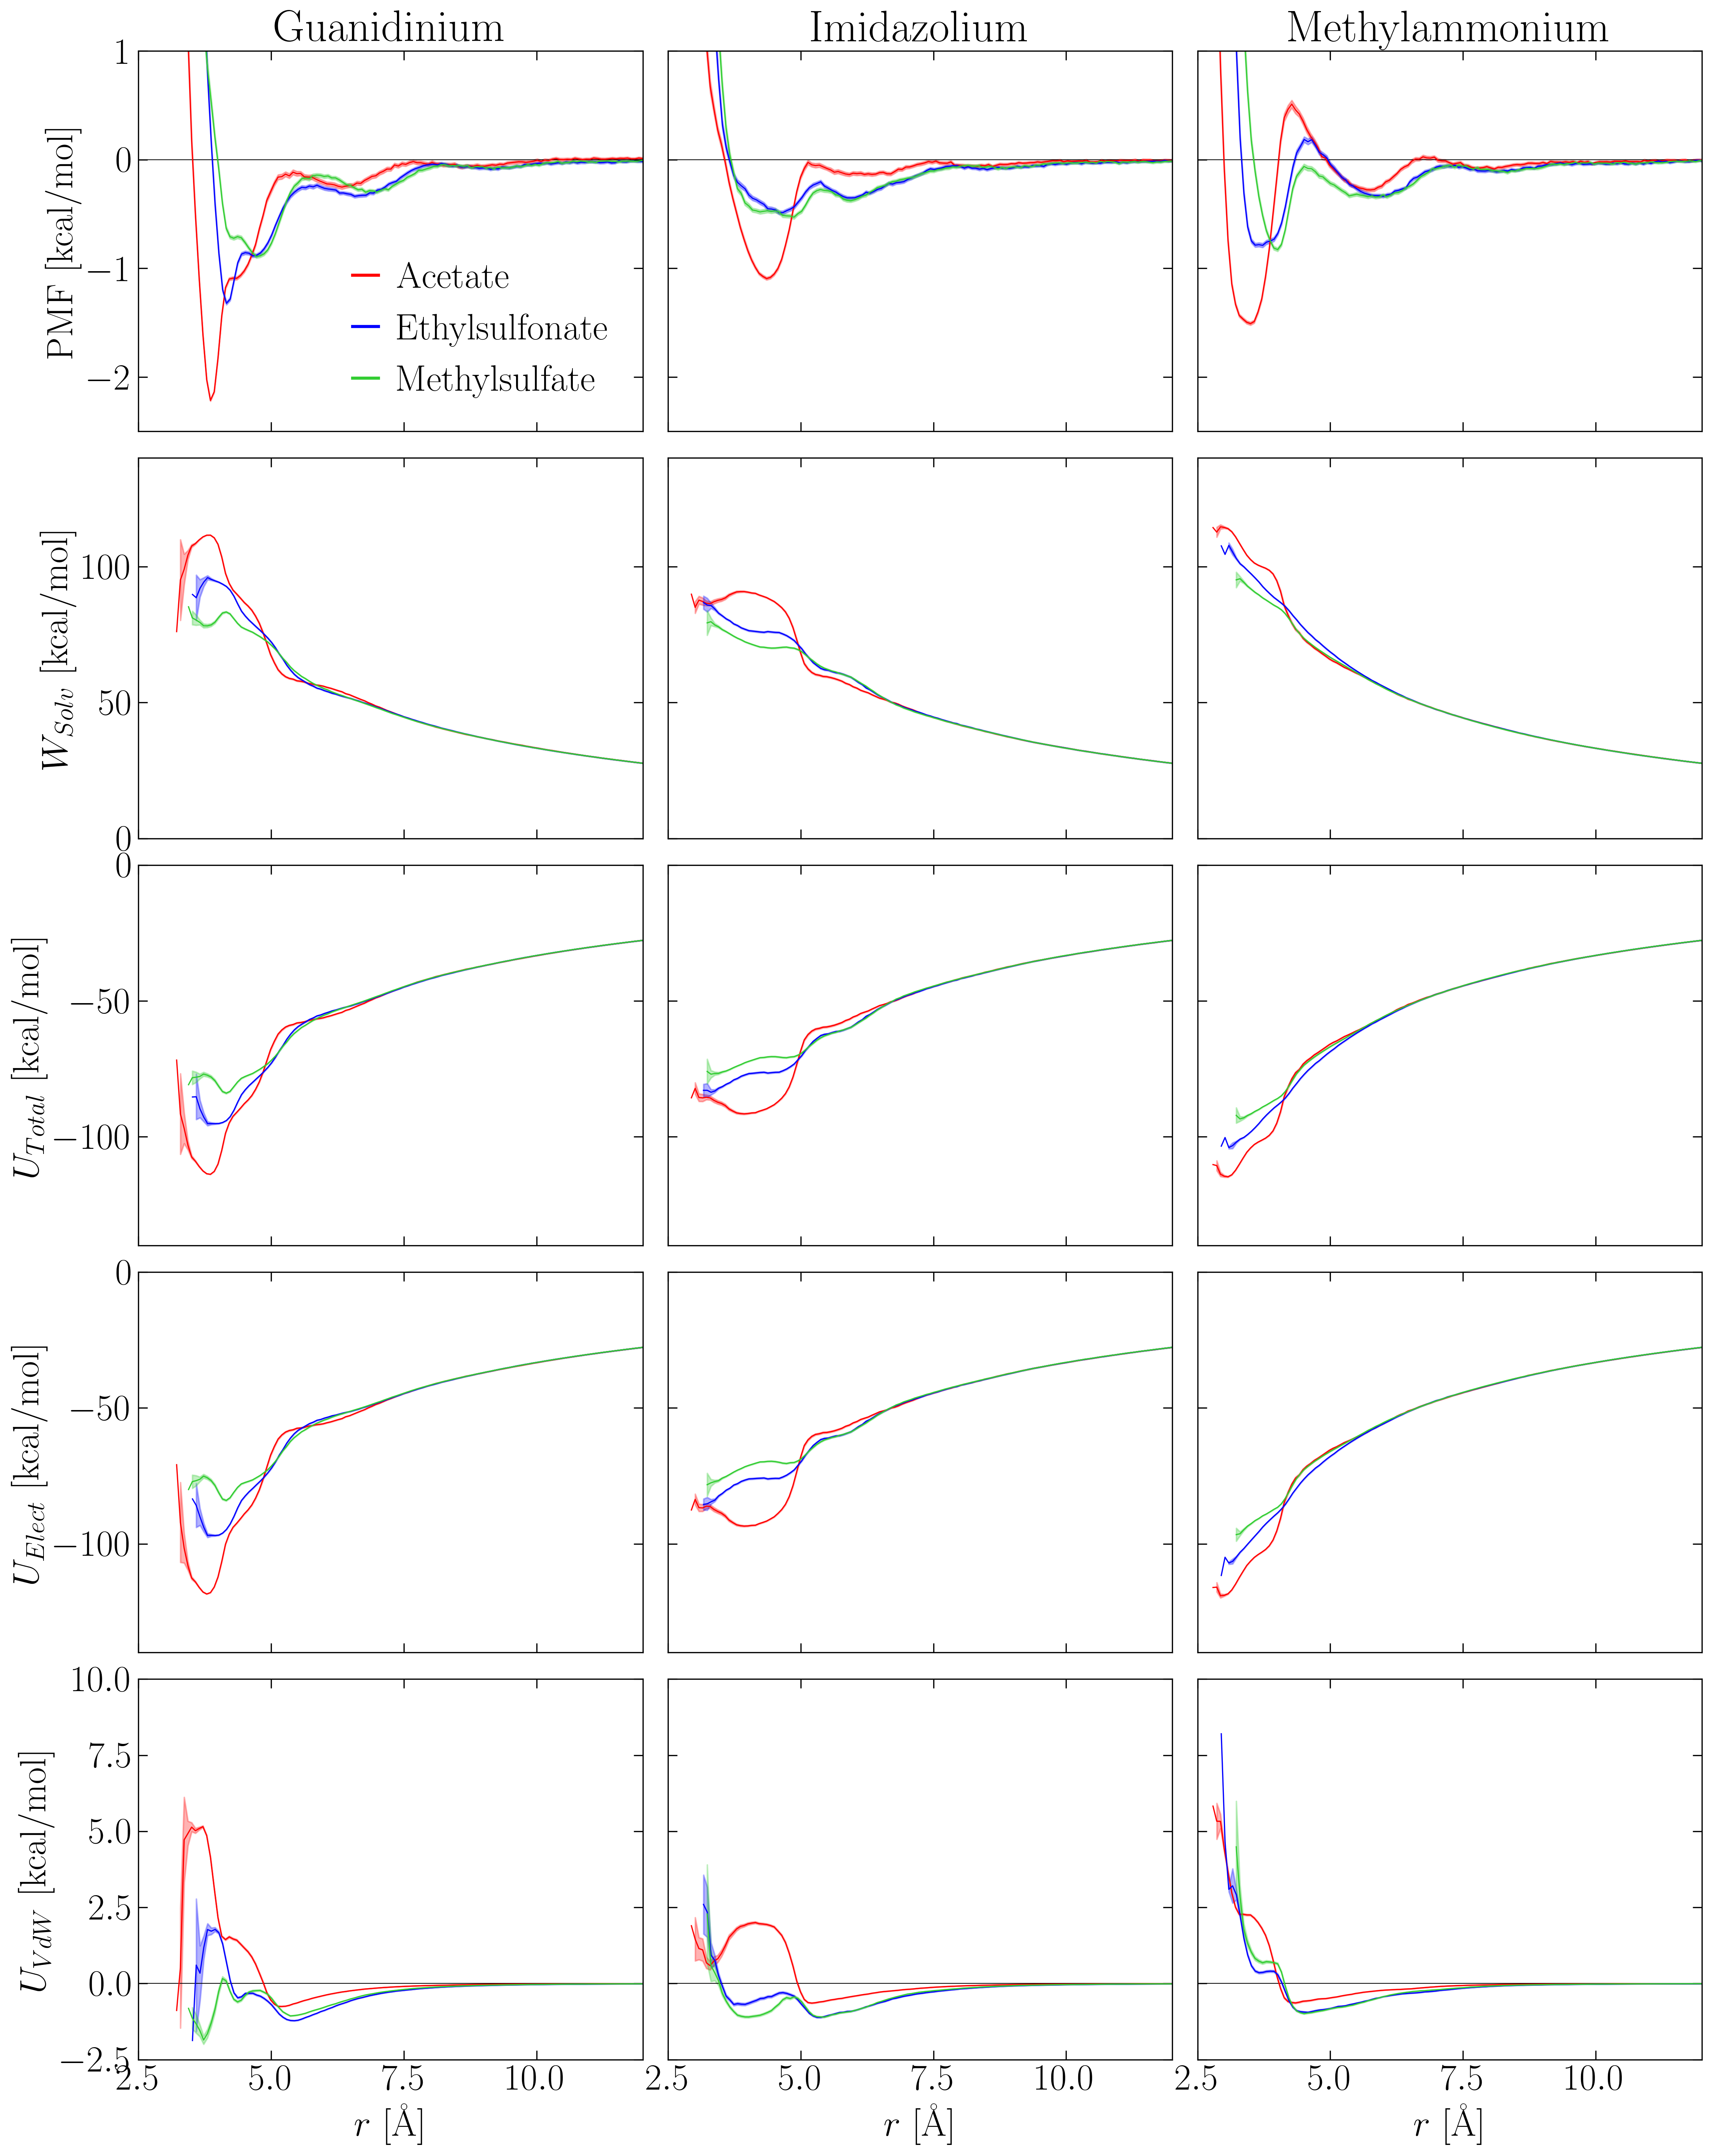 Guanidinium Imidazolium Methylammonium
PMF [kcal/mol]
1
0
−1
−2
Acetate
Ethylsulfonate
Methylsulfate
W_Solv [kcal/mol]
100
50
0
U_Total [kcal/mol]
0
−50
−100
U_Elect [kcal/mol]
0
−50
−100
U_VdW [kcal/mol]
10.0
7.5
5.0
2.5
0.0
−2.5
2.5 5.0 7.5 10.0 2.5 5.0 7.5 10.0 2.5 5.0 7.5 10.0
r [Å] r [Å] r [Å]